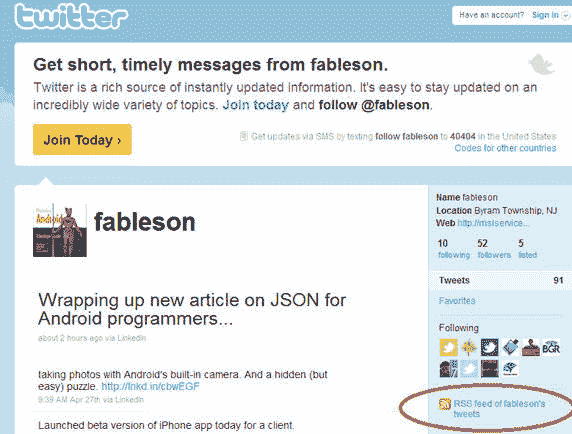 twitter
Have an account? Sign in
Get short, timely messages from fableson.
Twitter is a rich source of instantly updated information. It's easy to stay updated on an
incredibly wide variety of topics. Join today and follow @fableson.
Join Today ›
Get updates via SMS by texting follow fableson to 40404 in the United States
Codes for other countries
fableson
Name fableson
Location Byram Township, NJ
Web http://msiservice...
10 52 5
following followers listed
Tweets 91
Favorites
Following
BGR
RSS feed of fableson's
tweets
Wrapping up new article on JSON for
Android programmers...
about 2 hours ago via LinkedIn
taking photos with Android's built-in camera. And a hidden (but
easy) puzzle. http://lnkd.in/cbwEGF
9:39 AM Apr 27th via LinkedIn
Launched beta version of iPhone app today for a client.